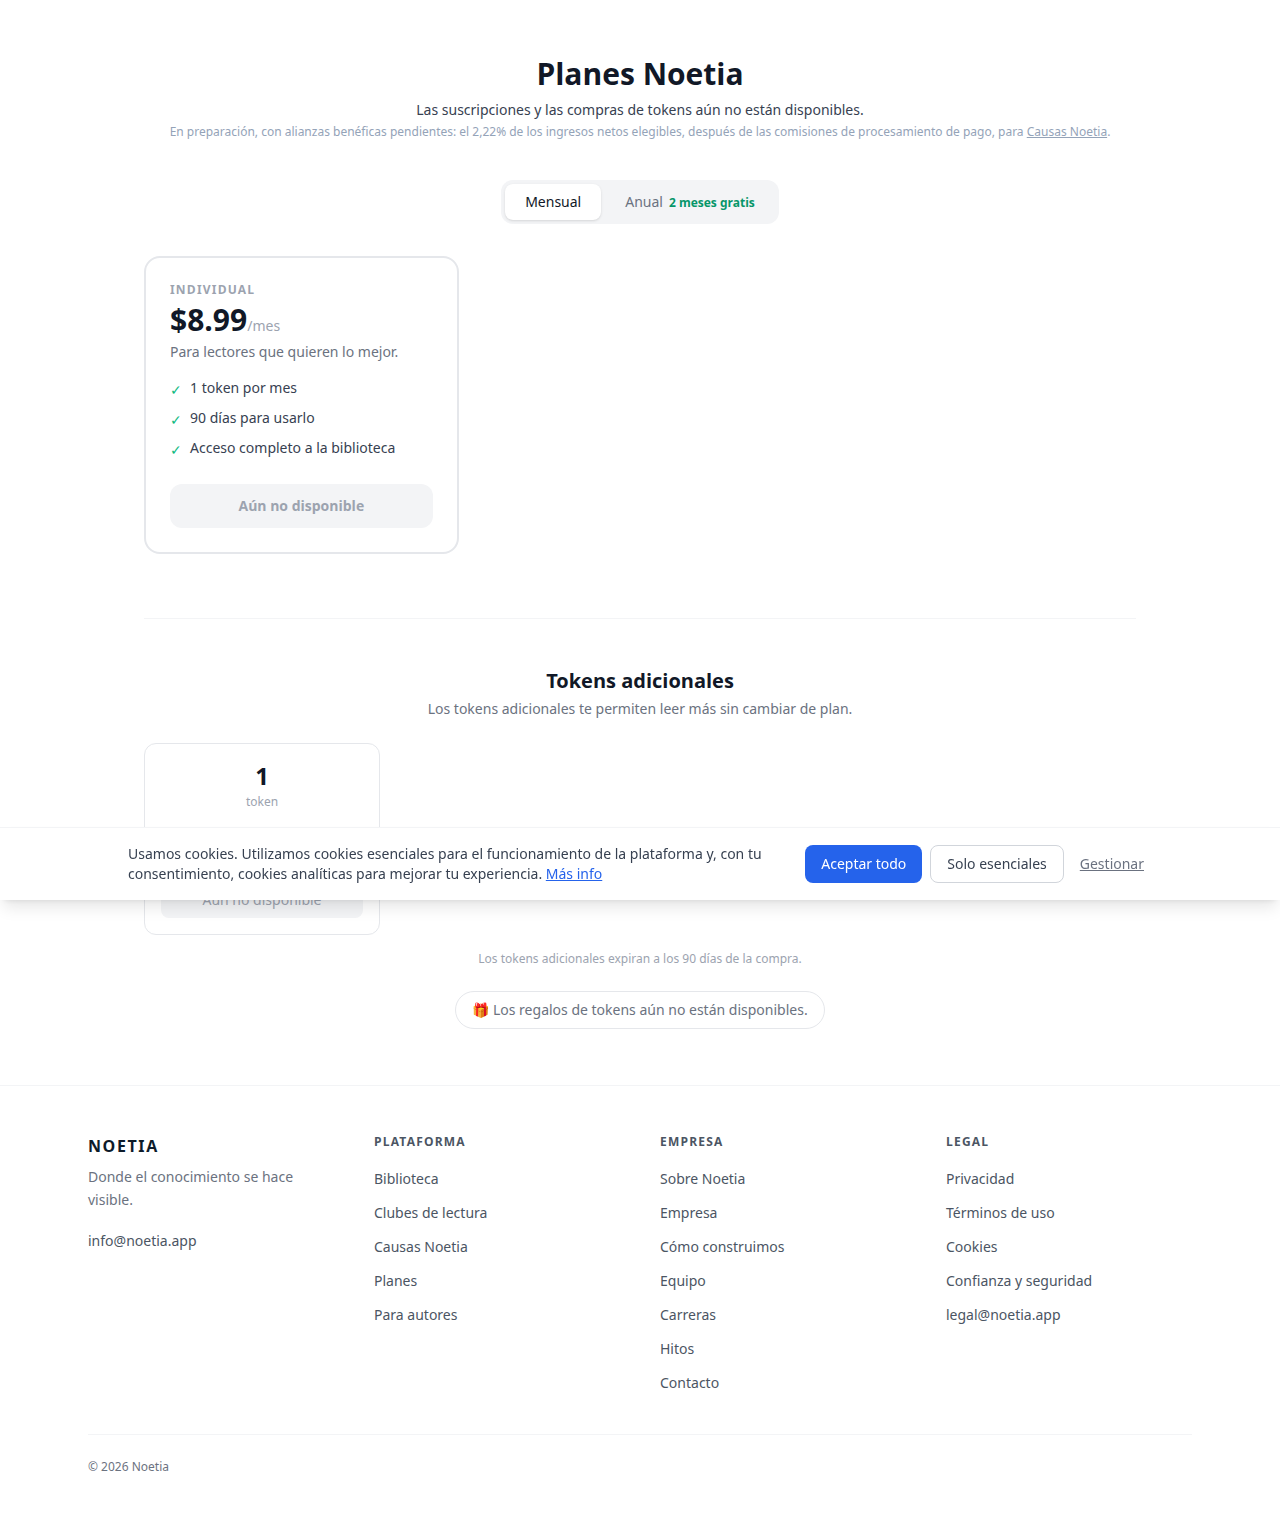 Planes Noetia
Las suscripciones y las compras de tokens aún no están disponibles.
En preparación, con alianzas benéficas pendientes: el 2,22% de los ingresos netos elegibles, después de las comisiones de procesamiento de pago, para Causas Noetia.
Mensual
Anual 2 meses gratis
INDIVIDUAL
$8.99/mes
Para lectores que quieren lo mejor.
✓ 1 token por mes
✓ 90 días para usarlo
✓ Acceso completo a la biblioteca
Aún no disponible
Tokens adicionales
Los tokens adicionales te permiten leer más sin cambiar de plan.
1
token
Usamos cookies. Utilizamos cookies esenciales para el funcionamiento de la plataforma y, con tu
consentimiento, cookies analíticas para mejorar tu experiencia. Más info
Aceptar todo
Solo esenciales
Gestionar
Aún no disponible
Los tokens adicionales expiran a los 90 días de la compra.
🎁 Los regalos de tokens aún no están disponibles.
NOETIA
Donde el conocimiento se hace
visible.
info@noetia.app
PLATAFORMA
Biblioteca
Clubes de lectura
Causas Noetia
Planes
Para autores
EMPRESA
Sobre Noetia
Empresa
Cómo construimos
Equipo
Carreras
Hitos
Contacto
LEGAL
Privacidad
Términos de uso
Cookies
Confianza y seguridad
legal@noetia.app
© 2026 Noetia